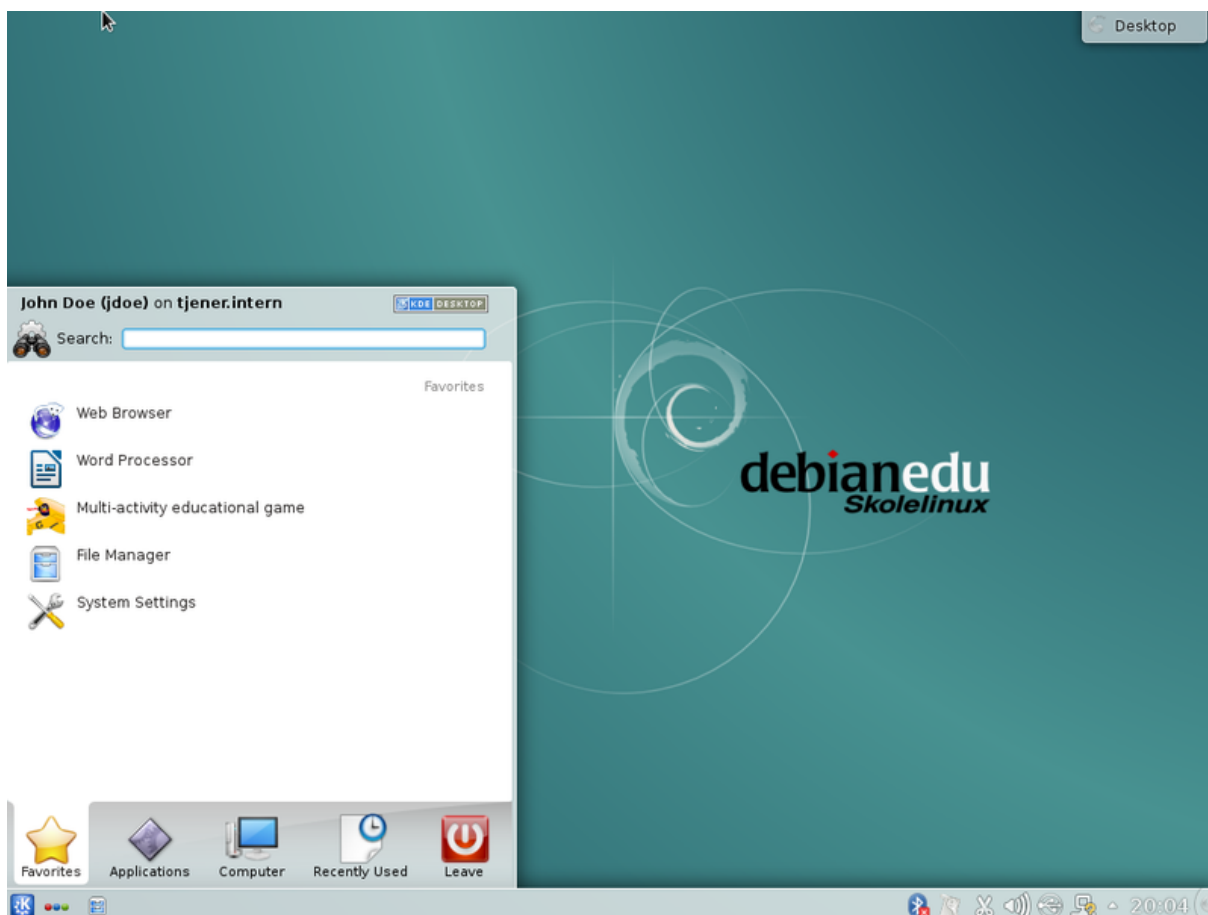 Desktop
John Doe (jdoe) on tjener.intern
KDE DESKTOP
Search:
Favorites
Web Browser
Word Processor
Multi-activity educational game
File Manager
System Settings
debianedu
Skolelinux
Favorites
Applications
Computer
Recently Used
Leave
20:04